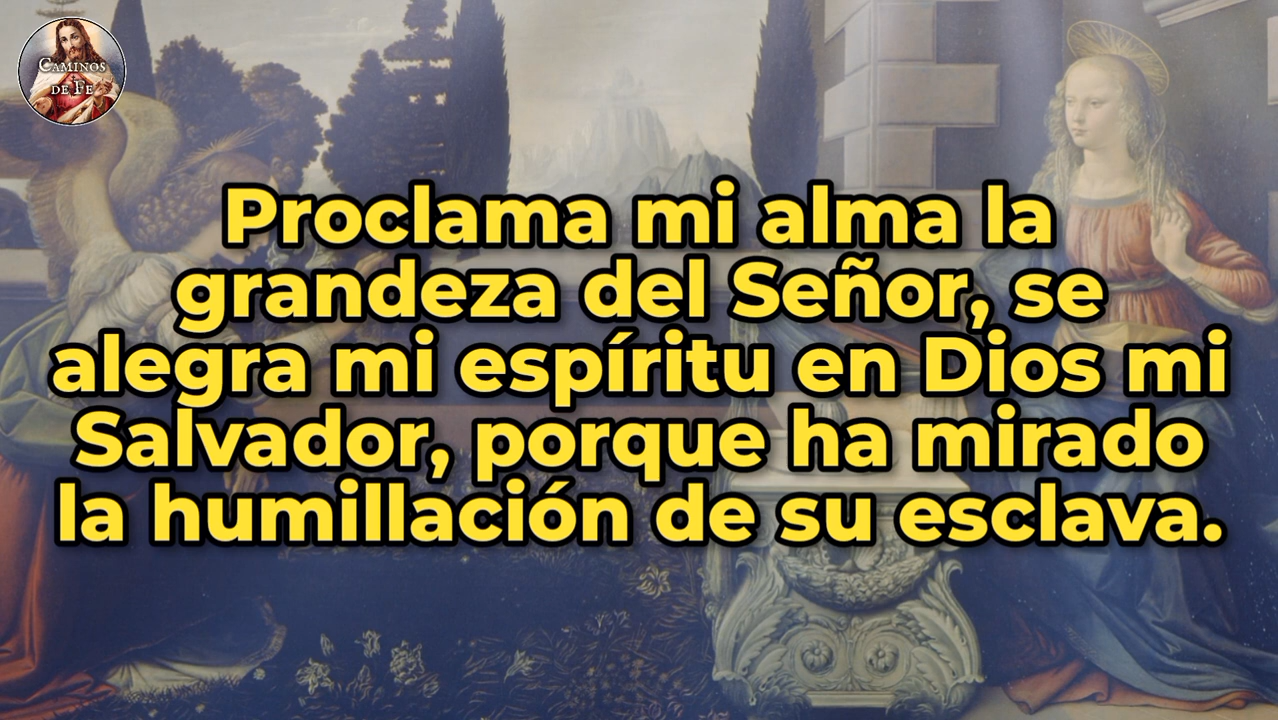 CAMINOS
DE FE
Proclama mi alma la
grandeza del Señor, se
alegra mi espíritu en Dios mi
Salvador, porque ha mirado
la humillación de su esclava.